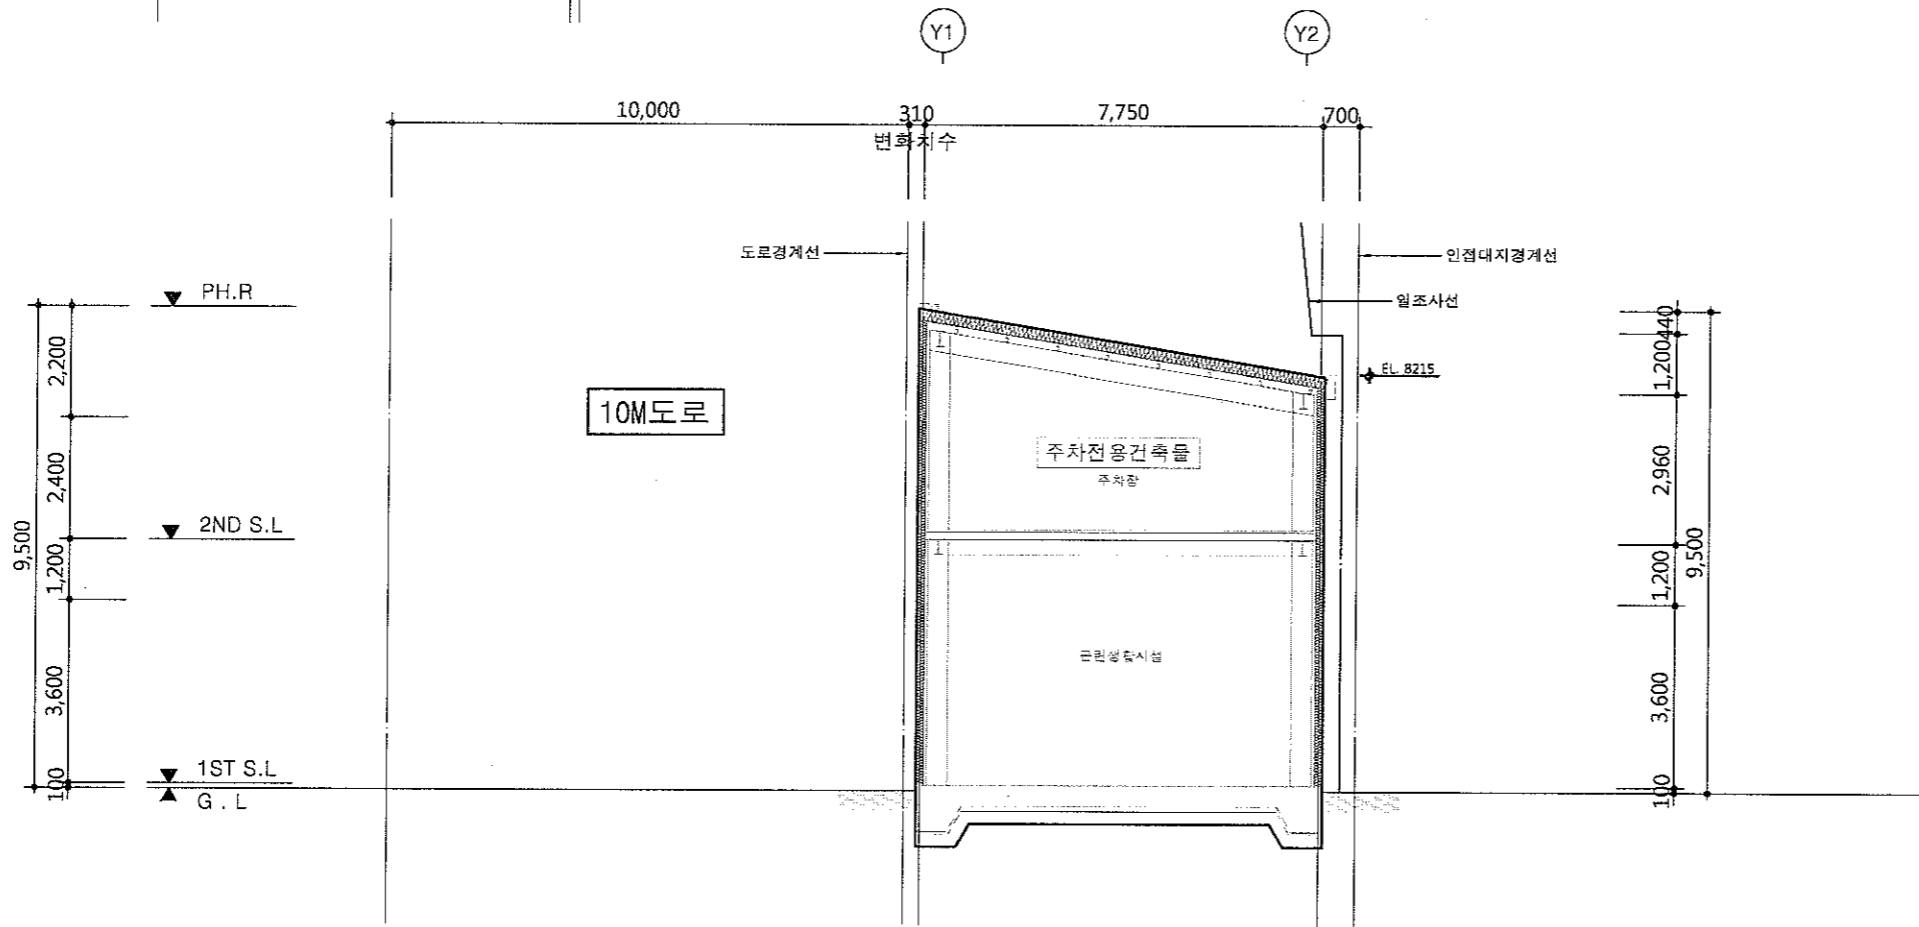 Y1
Y2
10,000
310
7,750
700
변화치수
도로경계선
인접대지경계선
일조사선
PH.R
EL. 8215
10M도로
주차전용건축물
주차장
2ND S.L
근린생활시설
1ST S.L
G.L
9,500
2,200
2,400
1,200
3,600
100
440
1,200
2,960
1,200
3,600
100
9,500